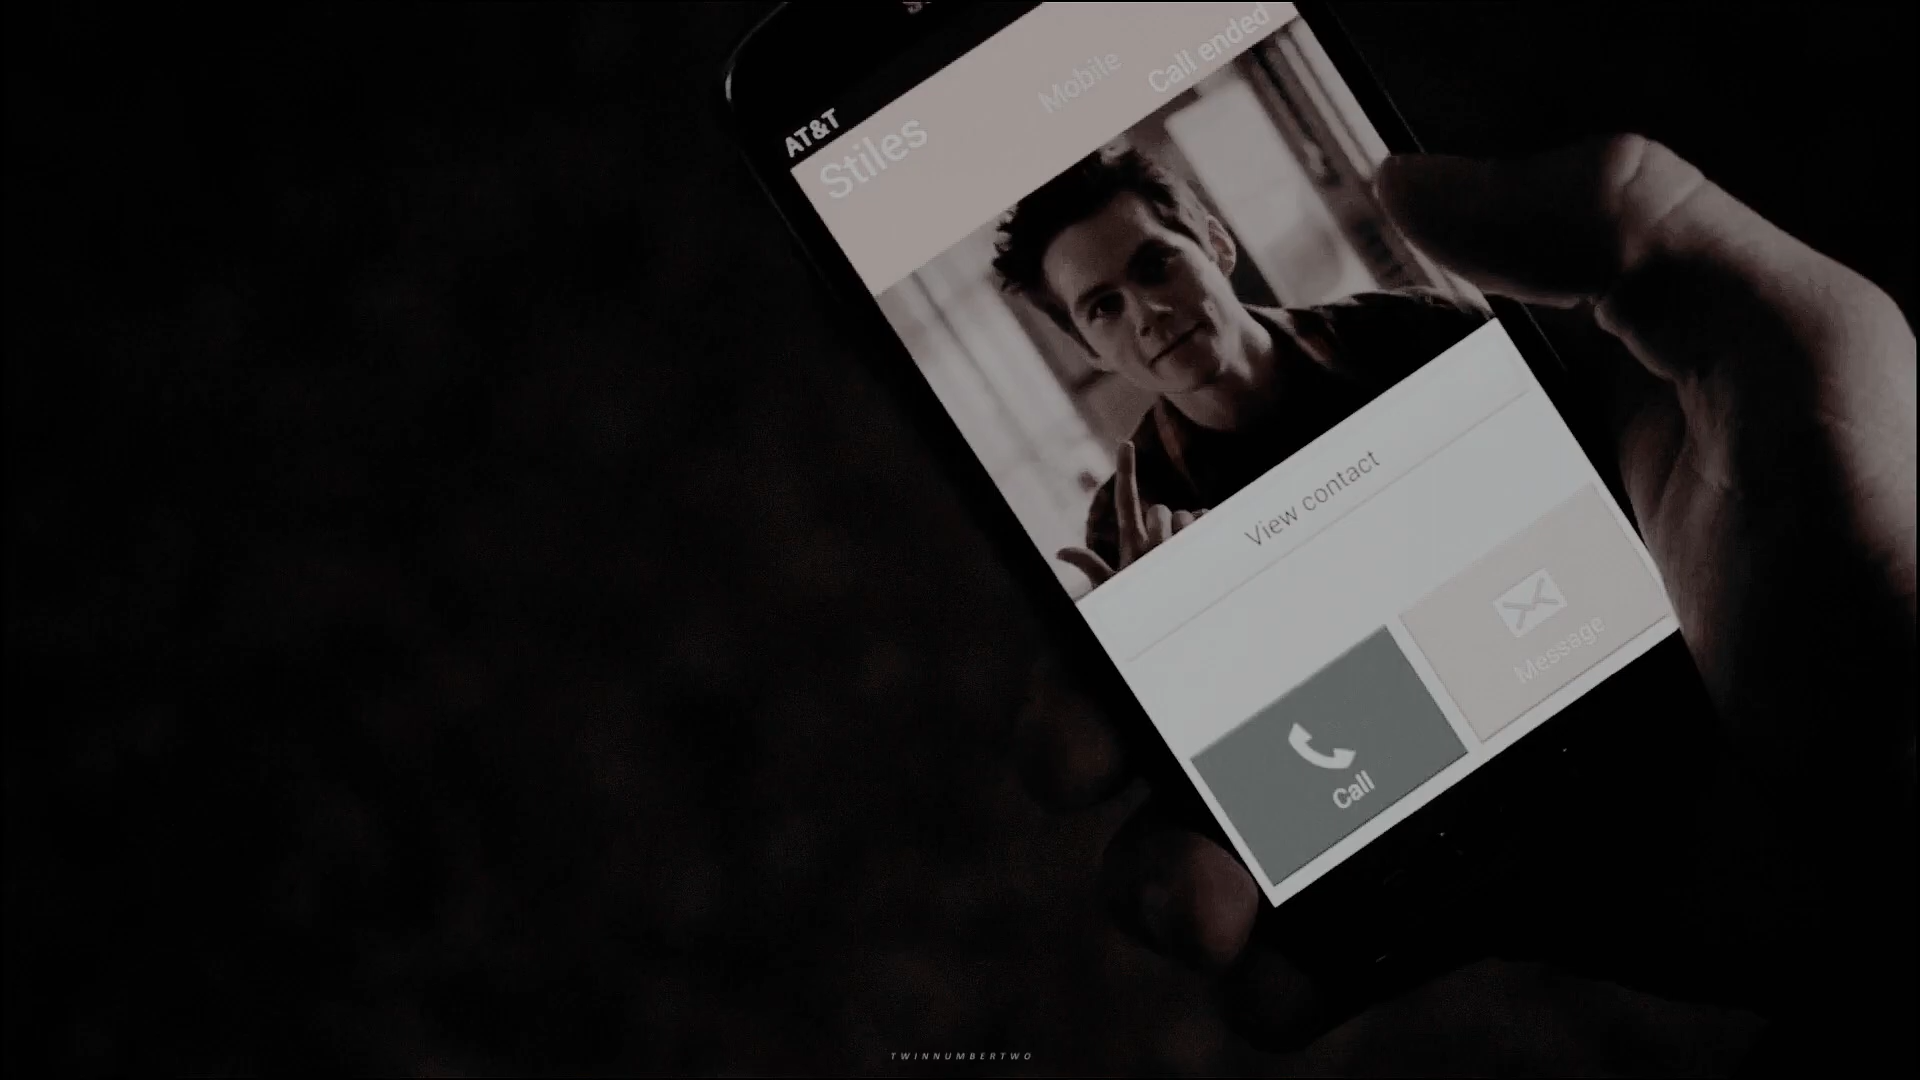 AT&T
Stiles
Mobile
Call ended
View contact
Message
Call
TWINNUMBERTWO